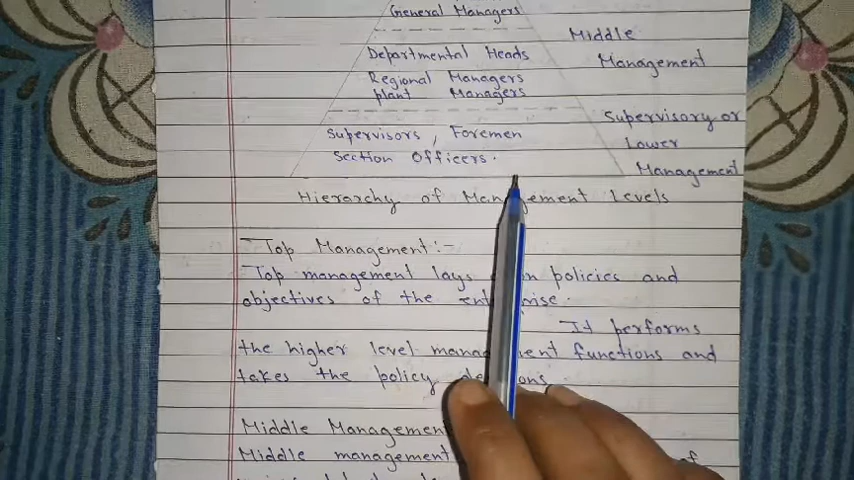 General Managers
Middle
Departmental Heads
Management
Regional Managers
plant Managers
Supervisory or
Supervisors, Foremen
Lower
Section Officers.
Management
Hierarchy of Management Levels
Top Management:-
Top management lays policies and
objectives of the
It performs
the higher level management functions and
takes the policy
Middle Management
Middle management of